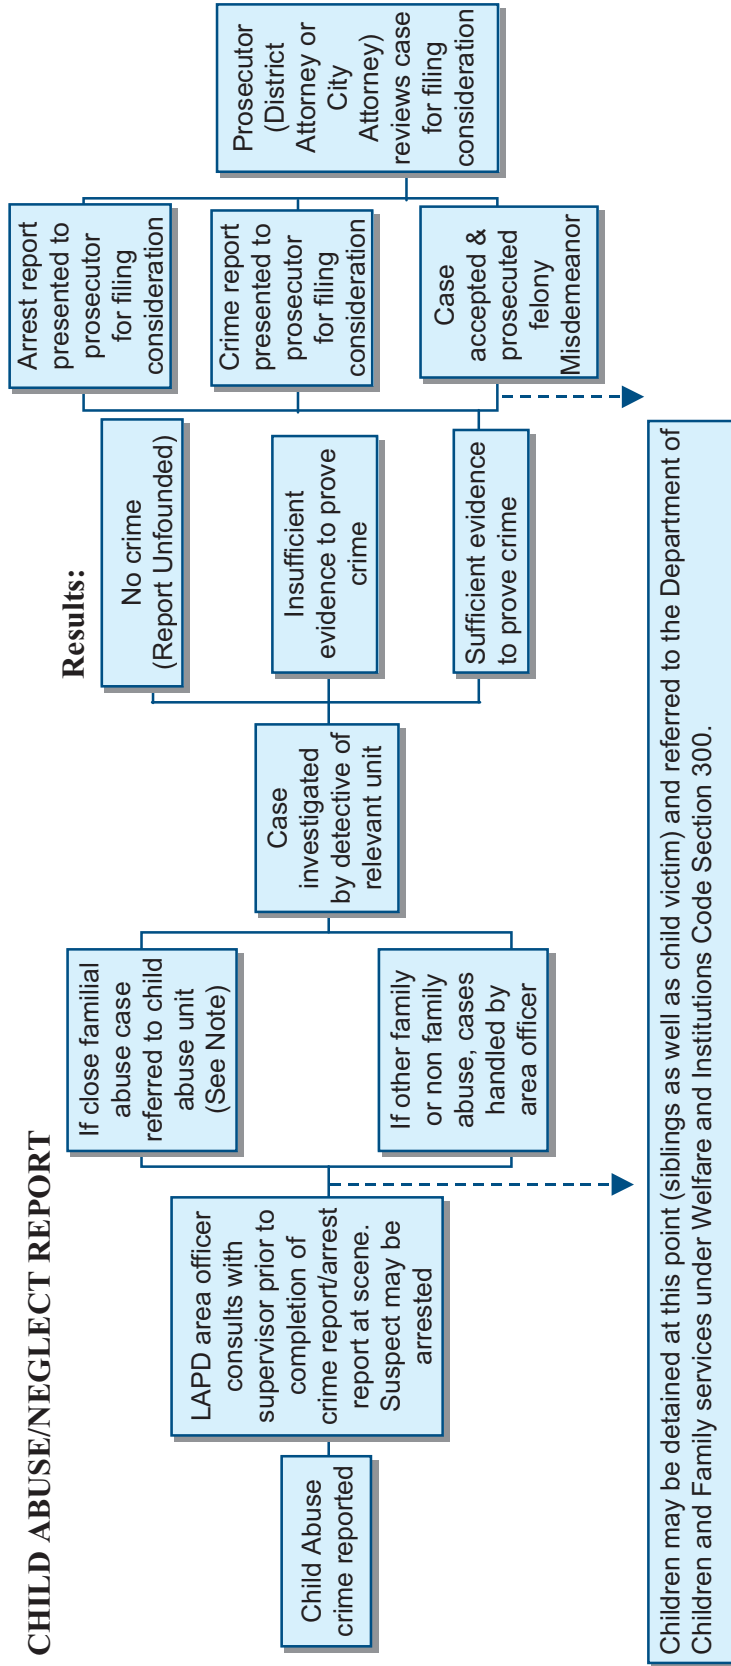 CHILD ABUSE/NEGLECT REPORT
Child Abuse
crime reported
LAPD area officer
consults with
supervisor prior to
completion of
crime report/arrest
report at scene.
Suspect may be
arrested
If close familial
abuse case
referred to child
abuse unit
(See Note)
If other family
or non family
abuse, cases
handled by
area officer
Case
investigated
by detective of
relevant unit
Results:
No crime
(Report Unfounded)
Insufficient
evidence to prove
crime
Sufficient evidence
to prove crime
Arrest report
presented to
prosecutor
for filing
consideration
Crime report
presented to
prosecutor
for filing
consideration
Case
accepted &
prosecuted
felony
Misdemeanor
Prosecutor
(District
Attorney or
City
Attorney)
reviews case
for filing
consideration
Children may be detained at this point (siblings as well as child victim) and referred to the Department of
Children and Family services under Welfare and Institutions Code Section 300.